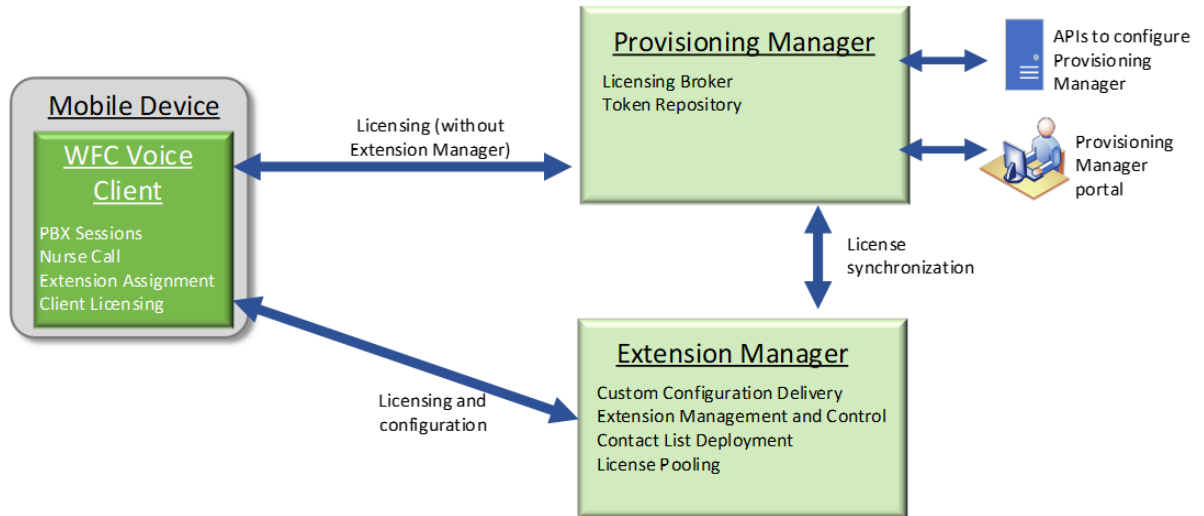 Mobile Device
WFC Voice
Client
PBX Sessions
Nurse Call
Extension Assignment
Client Licensing
Licensing (without
Extension Manager)
Provisioning Manager
Licensing Broker
Token Repository
APIs to configure
Provisioning
Manager
Provisioning
Manager
portal
License
synchronization
Licensing and
configuration
Extension Manager
Custom Configuration Delivery
Extension Management and Control
Contact List Deployment
License Pooling